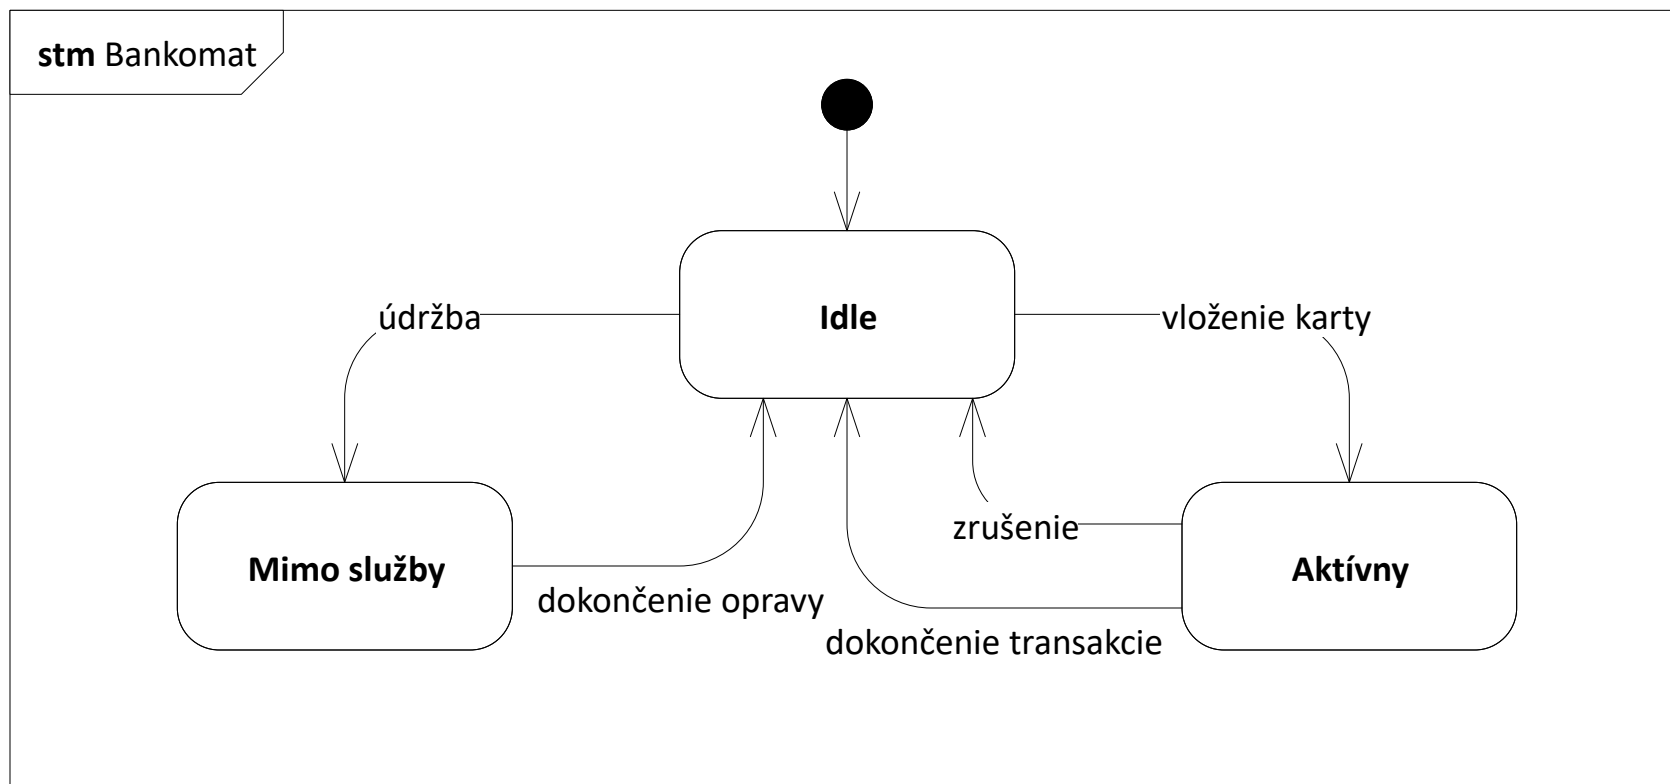 stm Bankomat
údržba
Idle
vloženie karty
zrušenie
Mimo služby
Aktívny
dokončenie opravy
dokončenie transakcie